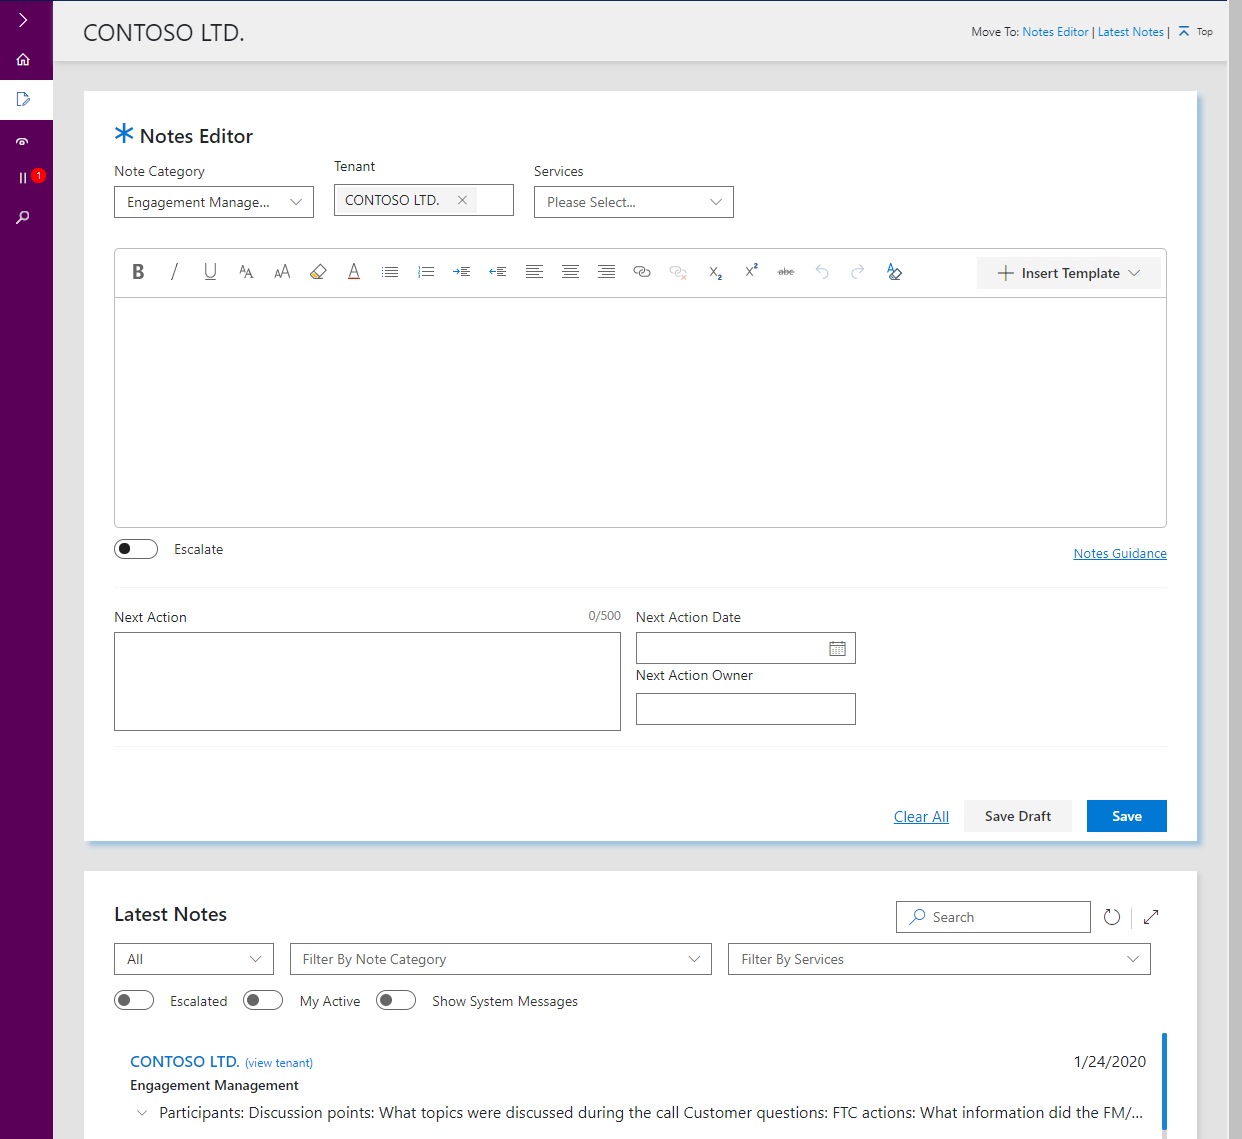 CONTOSO LTD.
Move To: Notes Editor | Latest Notes | Top
1
Notes Editor
Note Category
Tenant
Services
Engagement Manage...
CONTOSO LTD.
Please Select...
Insert Template
Escalate
Notes Guidance
Next Action
0/500
Next Action Date
Next Action Owner
Clear All
Save Draft
Save
Latest Notes
Search
All
Filter By Note Category
Filter By Services
Escalated
My Active
Show System Messages
CONTOSO LTD. (view tenant)
1/24/2020
Engagement Management
Participants: Discussion points: What topics were discussed during the call Customer questions: FTC actions: What information did the FM/...